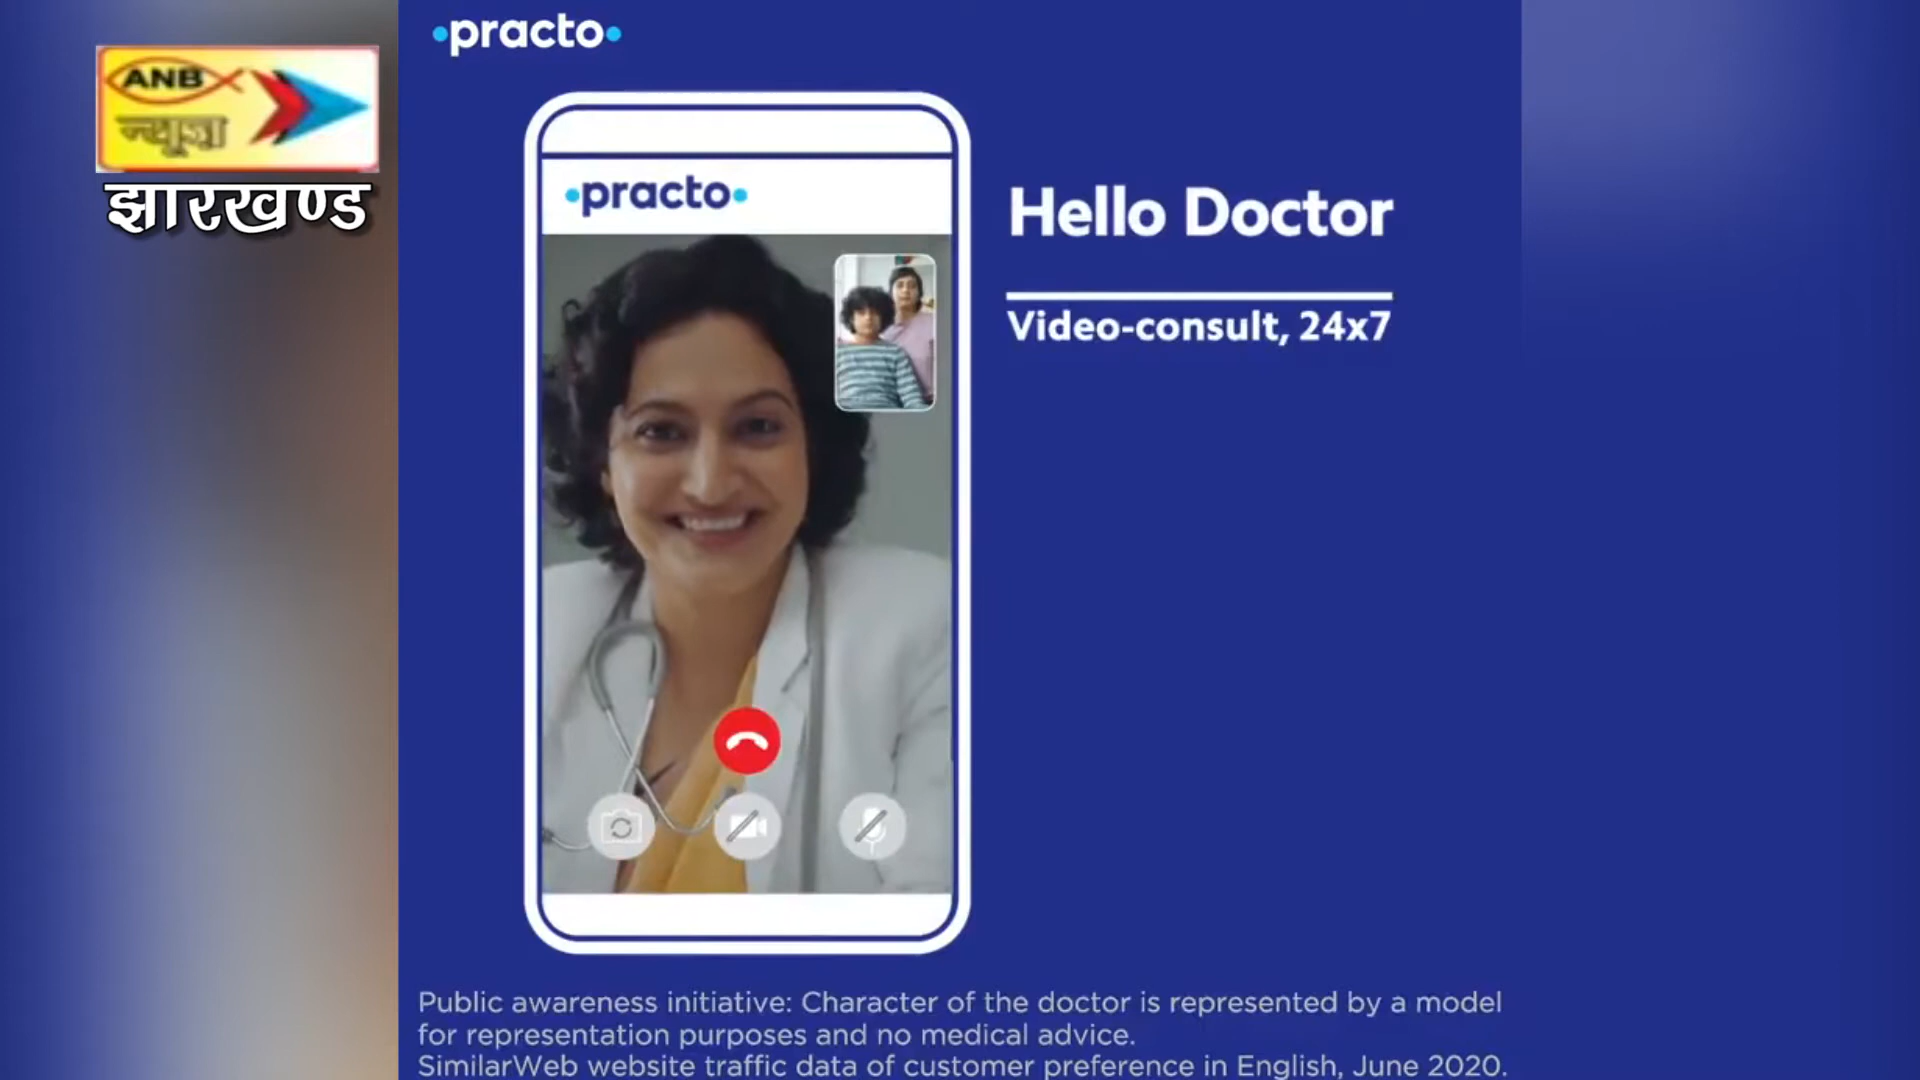 ANB
न्यूज़
झारखण्ड
practo
practo
Hello Doctor
Video-consult, 24x7
Public awareness initiative: Character of the doctor is represented by a model
for representation purposes and no medical advice.
SimilarWeb website traffic data of customer preference in English, June 2020.